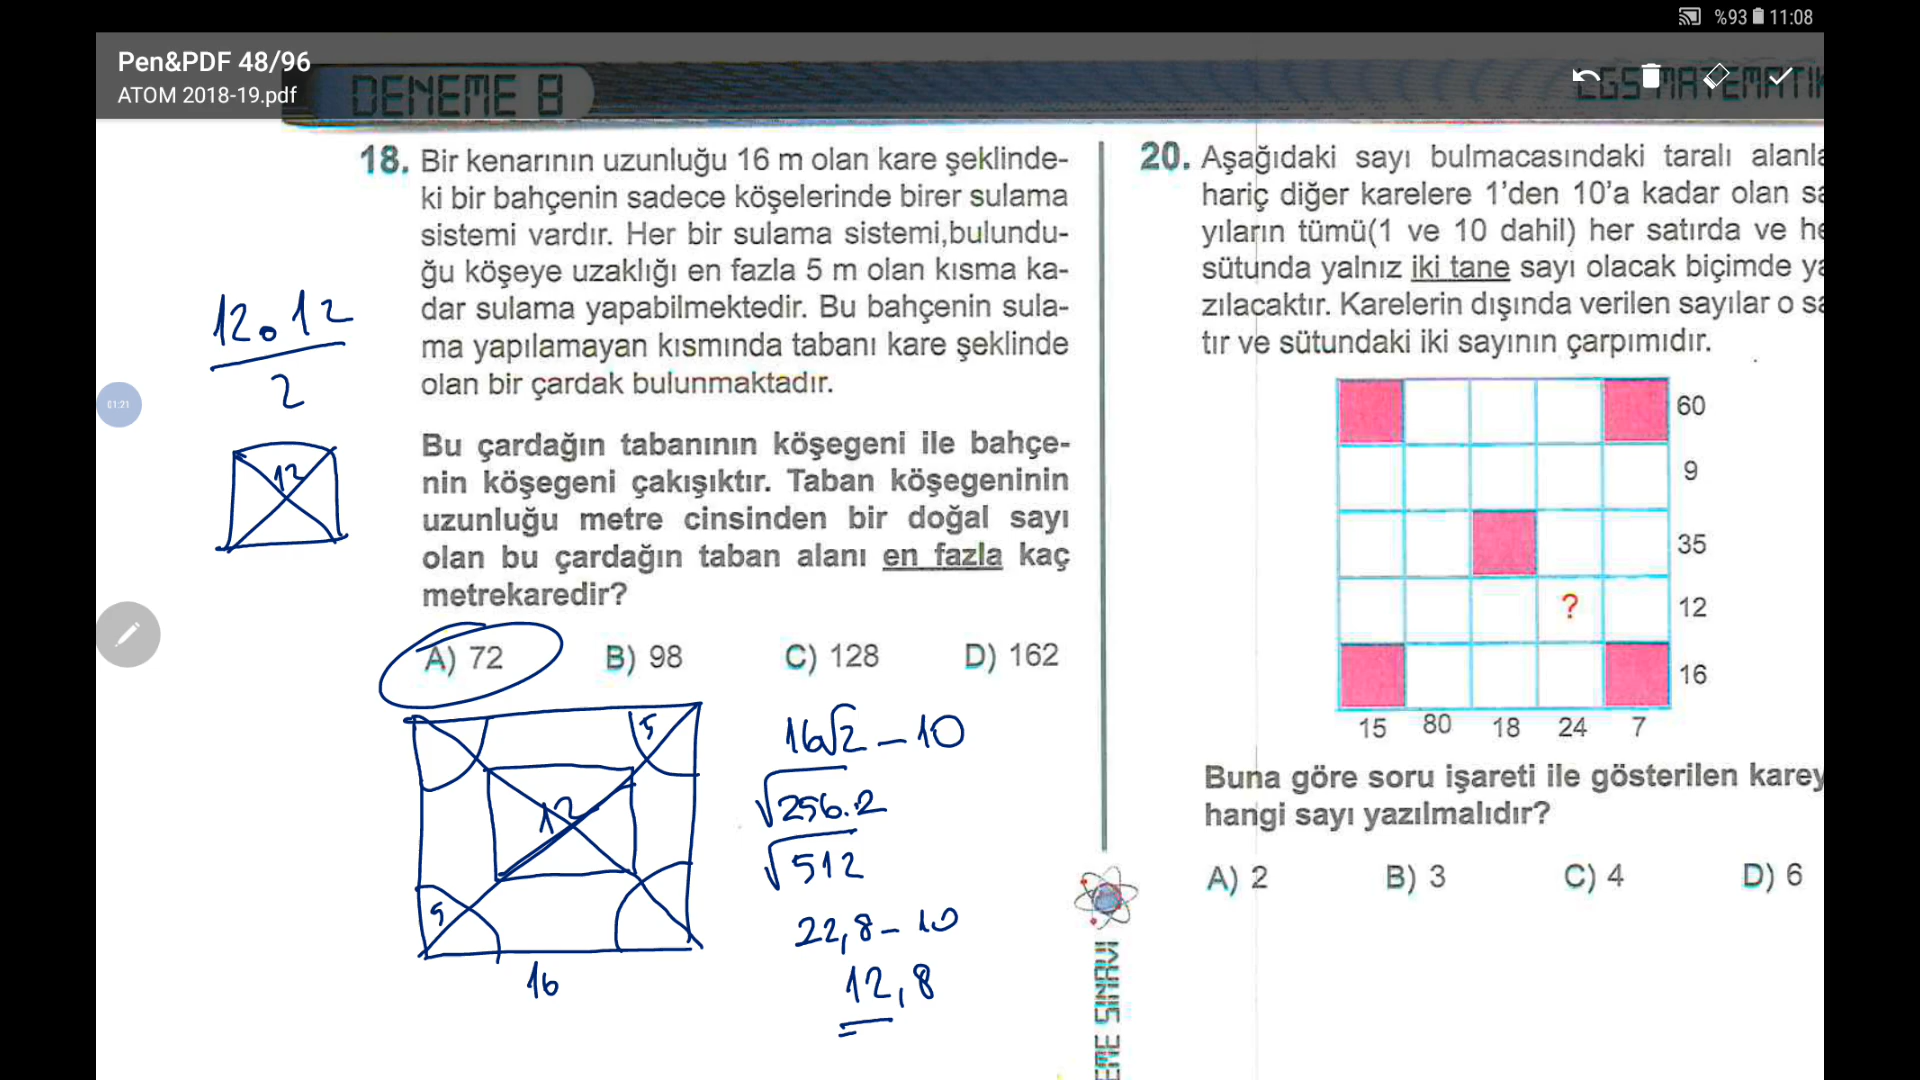 %93 11:08
Pen&PDF 48/96
ATOM 2018-19.pdf
DENEME 8
LGS MATEMATİK
01:21
18. Bir kenarının uzunluğu 16 m olan kare şeklinde-
ki bir bahçenin sadece köşelerinde birer sulama
sistemi vardır. Her bir sulama sistemi,bulundu-
ğu köşeye uzaklığı en fazla 5 m olan kısma ka-
dar sulama yapabilmektedir. Bu bahçenin sula-
ma yapılamayan kısmında tabanı kare şeklinde
olan bir çardak bulunmaktadır.
Bu çardağın tabanının köşegeni ile bahçe-
nin köşegeni çakışıktır. Taban köşegeninin
uzunluğu metre cinsinden bir doğal sayı
olan bu çardağın taban alanı en fazla kaç
metrekaredir?
A) 72 B) 98 C) 128 D) 162
12.12
2
12
5
12
5
16
16√2 - 10
√256.2
√512
22,8 - 10
12,8
20. Aşağıdaki sayı bulmacasındaki taralı
hariç diğer karelere 1'den 10'a kadar olan
yıların tümü(1 ve 10 dahil) her satırda ve
sütunda yalnız iki tane sayı olacak biçimde
zılacaktır. Karelerin dışında verilen sayılar o
tır ve sütundaki iki sayının çarpımıdır.
60
9
35
? 12
16
15 80 18 24 7
Buna göre soru işareti ile gösterilen karey
hangi sayı yazılmalıdır?
A) 2 B) 3 C) 4 D) 6
EME SINAVI